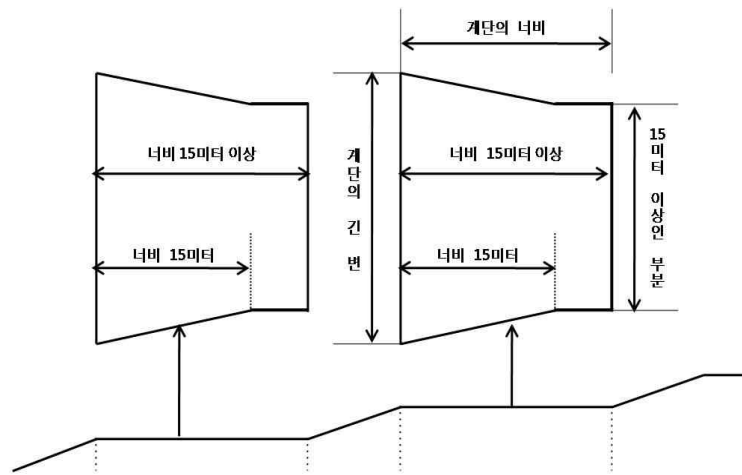 계단의 너비
너비 15미터 이상
너비 15미터
계단의 긴 변
너비 15미터 이상
너비 15미터
15미터 이상인 부분